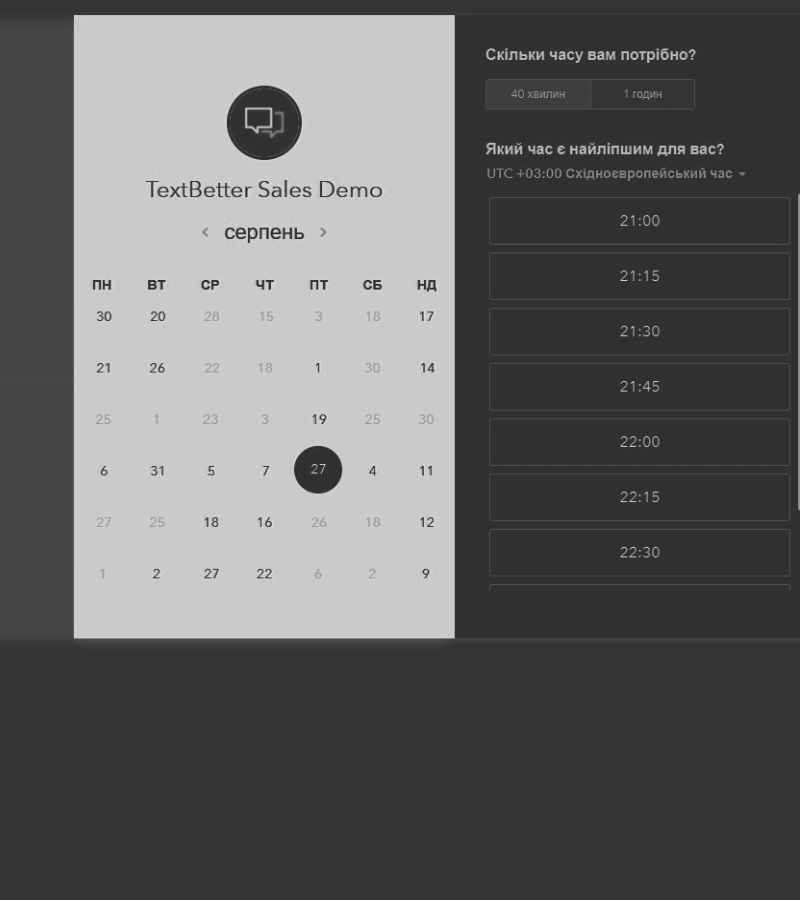 TextBetter Sales Demo
серпень
ПН ВТ СР ЧТ ПТ СБ НД
30 20 28 15 3 18 17
21 26 22 18 1 30 14
25 1 23 3 19 25 30
6 31 5 7 27 4 11
27 25 18 16 26 18 12
1 2 27 22 6 2 9
Скільки часу вам потрібно?
40 хвилин 1 годин
Який час є найліпшим для вас?
UTC +03:00 Східноєвропейський час
21:00
21:15
21:30
21:45
22:00
22:15
22:30